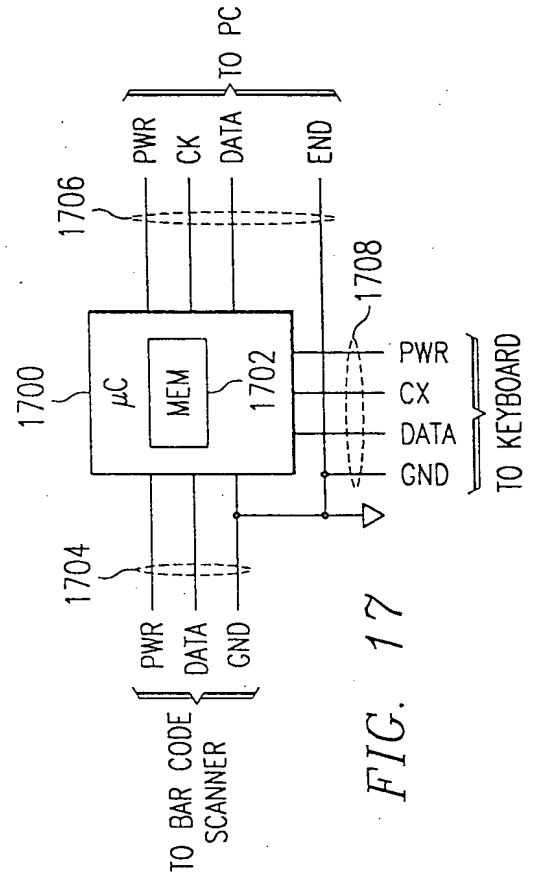 1700
µC
MEM
1702
1704
PWR
DATA
GND
TO BAR CODE
SCANNER
1706
PWR
CK
DATA
END
TO PC
1708
PWR
CX
DATA
GND
TO KEYBOARD
FIG. 17